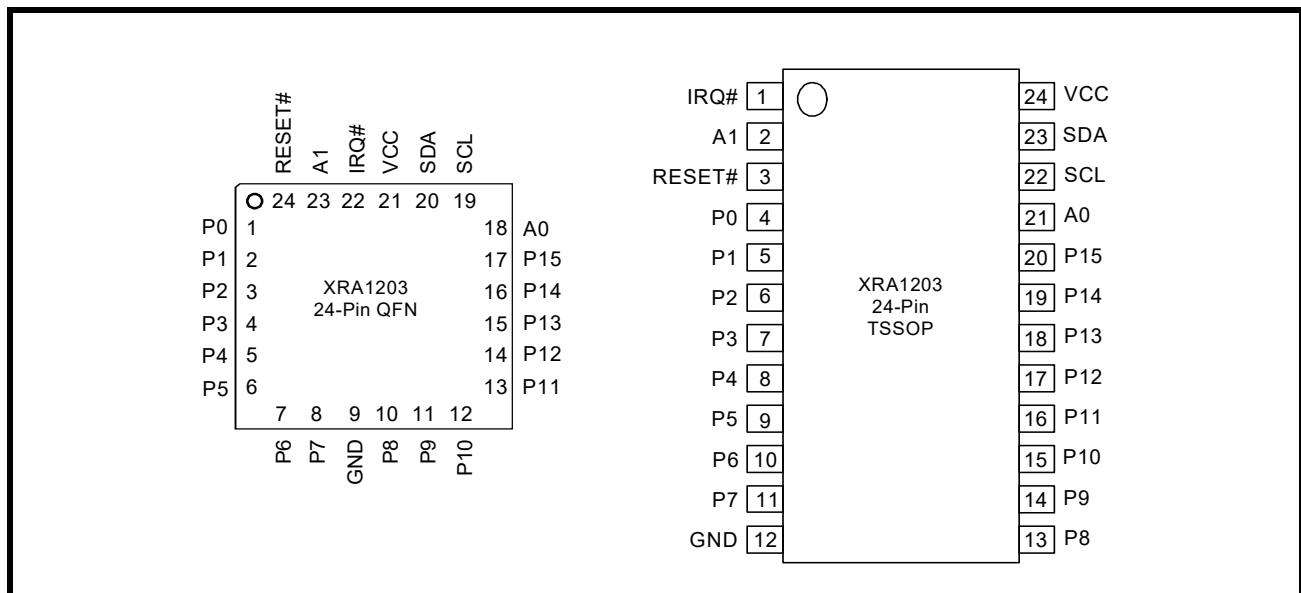 RESET#
A1
IRQ#
VCC
SDA
SCL
24 23 22 21 20 19
P0 1 18 A0
P1 2 17 P15
P2 3 16 P14
P3 4 15 P13
P4 5 14 P12
P5 6 13 P11
XRA1203
24-Pin QFN
7 8 9 10 11 12
P6
P7
GND
P8
P9
P10
IRQ# 1 24 VCC
A1 2 23 SDA
RESET# 3 22 SCL
P0 4 21 A0
P1 5 20 P15
P2 6 19 P14
P3 7 18 P13
P4 8 17 P12
P5 9 16 P11
P6 10 15 P10
P7 11 14 P9
GND 12 13 P8
XRA1203
24-Pin
TSSOP